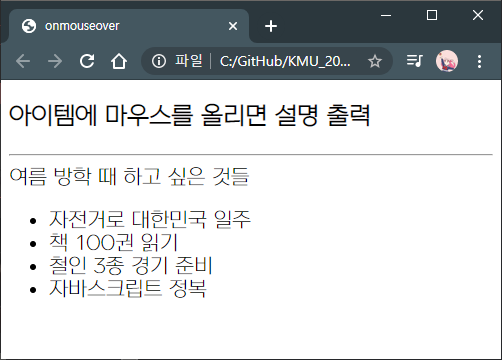 onmouseover
파일 C:/GitHub/KMU_20...
아이템에 마우스를 올리면 설명 출력
여름 방학 때 하고 싶은 것들
자전거로 대한민국 일주
책 100권 읽기
철인 3종 경기 준비
자바스크립트 정복